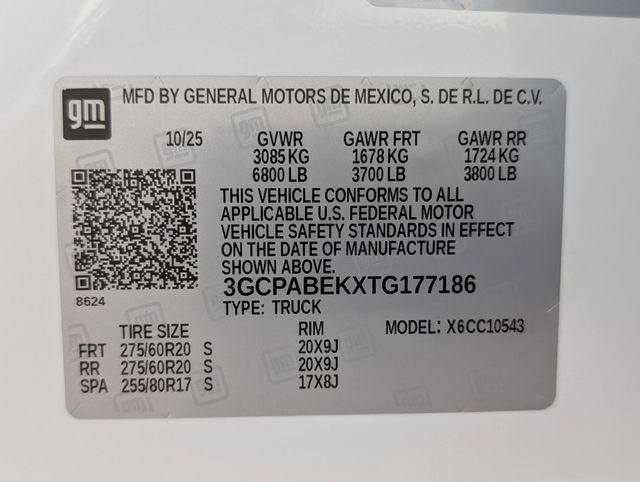 gm MFD BY GENERAL MOTORS DE MEXICO, S. DE R.L. DE C.V.
10/25 GVWR GAWR FRT GAWR RR
3085 KG 1678 KG 1724 KG
6800 LB 3700 LB 3800 LB
THIS VEHICLE CONFORMS TO ALL
APPLICABLE U.S. FEDERAL MOTOR
VEHICLE SAFETY STANDARDS IN EFFECT
ON THE DATE OF MANUFACTURE
SHOWN ABOVE.
3GCPABEKXTG177186
8624
TYPE: TRUCK
TIRE SIZE RIM MODEL: X6CC10543
FRT 275/60R20 S 20X9J
RR 275/60R20 S 20X9J
SPA 255/80R17 S 17X8J